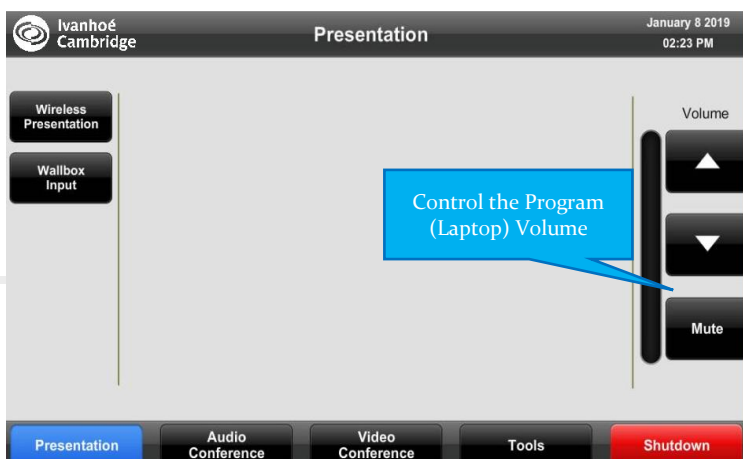 Ivanhoé
Cambridge
Presentation
January 8 2019
02:23 PM
Wireless
Presentation
Wallbox
Input
Volume
Control the Program
(Laptop) Volume
Mute
Presentation
Audio
Conference
Video
Conference
Tools
Shutdown